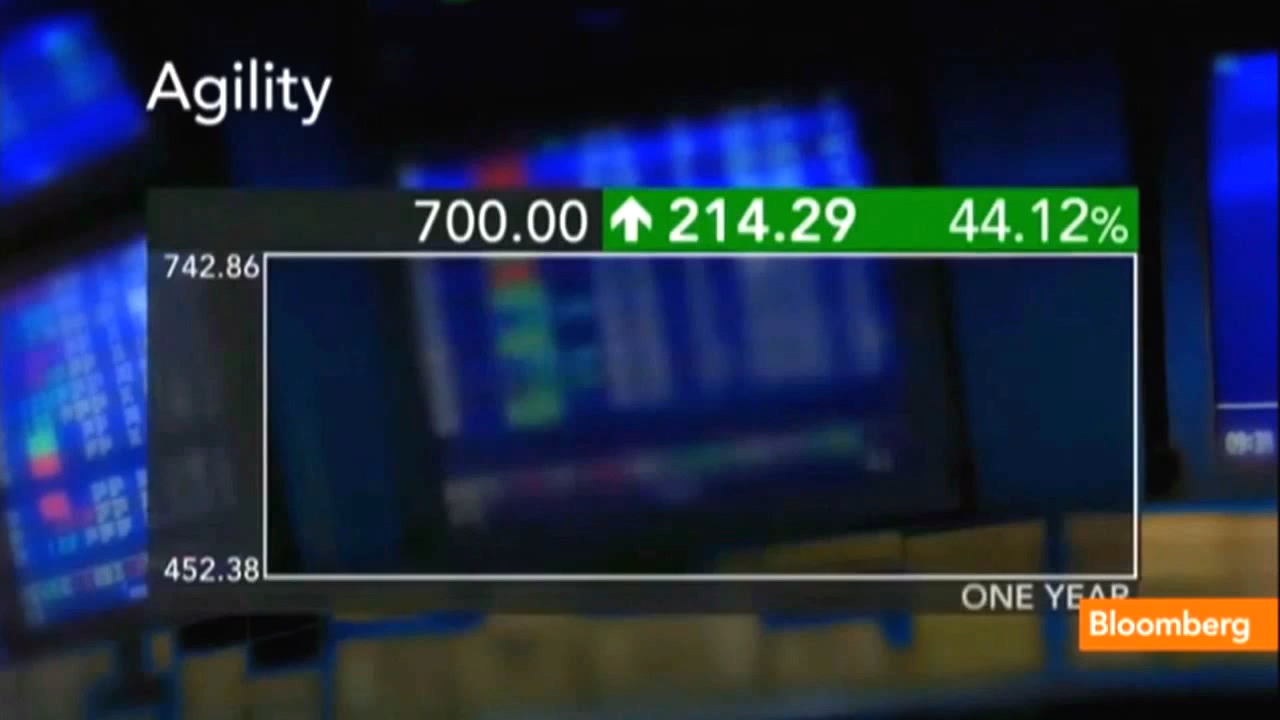 Agility
700.00 ↑ 214.29 44.12%
742.86
452.38
ONE YEAR
Bloomberg